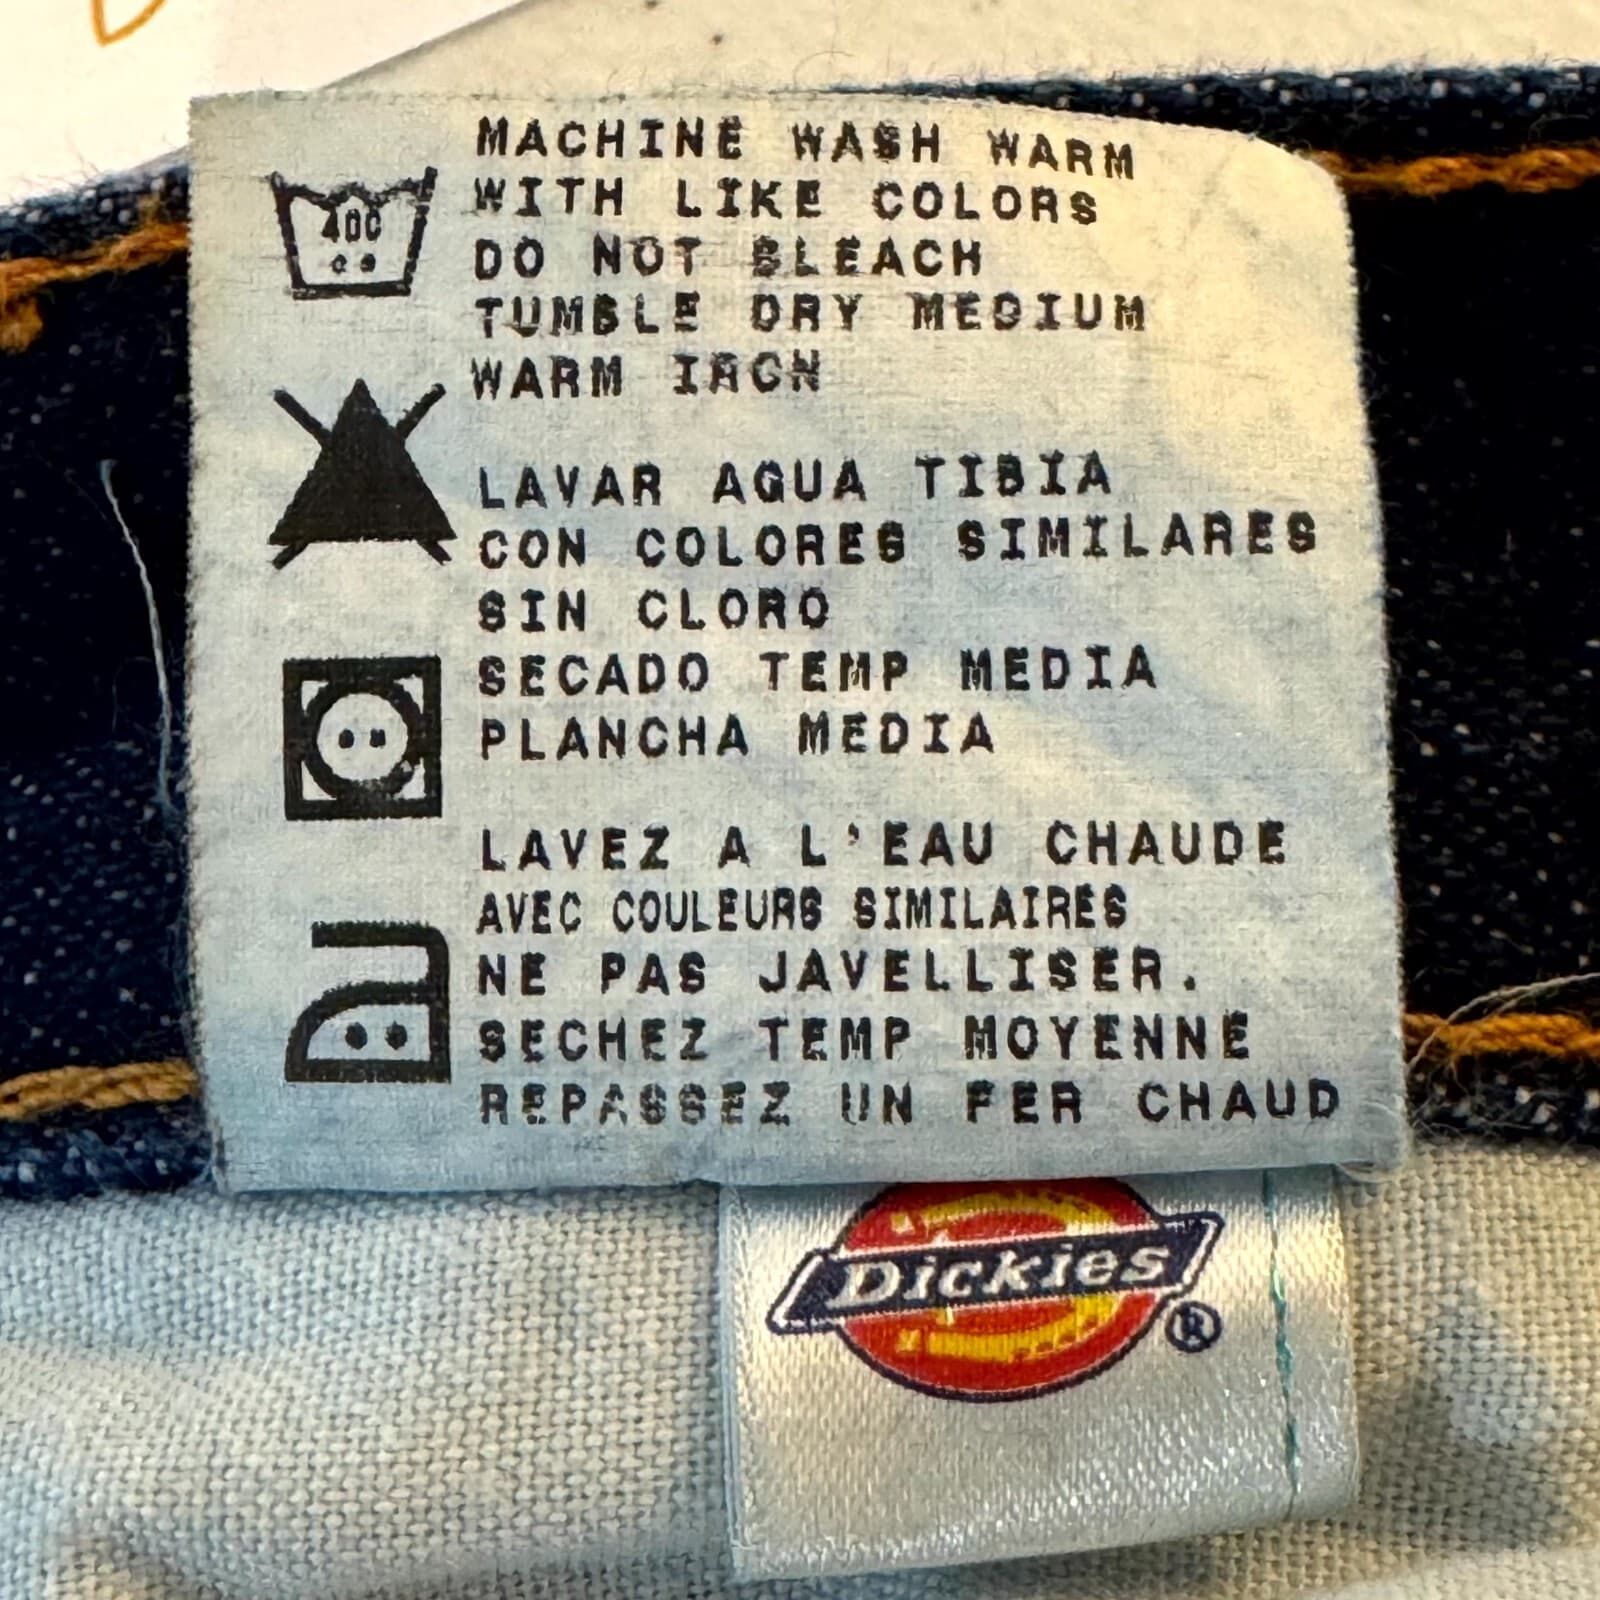 MACHINE WASH WARM
WITH LIKE COLORS
DO NOT BLEACH
TUMBLE DRY MEDIUM
WARM IRON
40C
LAVAR AGUA TIBIA
CON COLORES SIMILARES
SIN CLORO
SECADO TEMP MEDIA
PLANCHA MEDIA
LAVEZ A L'EAU CHAUDE
AVEC COULEURS SIMILAIRES
NE PAS JAVELLISER.
SECHEZ TEMP MOYENNE
REPASSEZ UN FER CHAUD
Dickies®